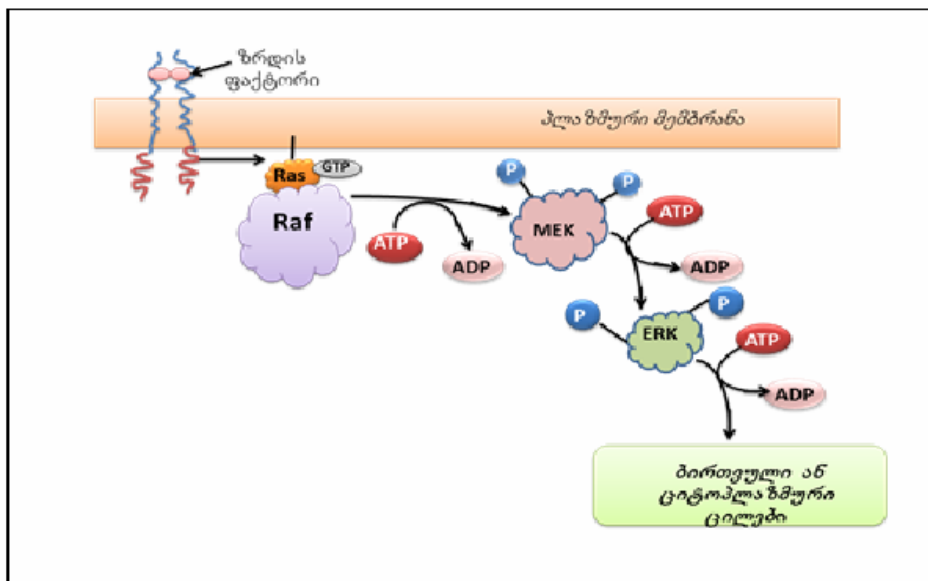 ზრდის
ფაქტორი
პლაზმური მემბრანა
Ras
GTP
Raf
ATP
ADP
P
P
MEK
ATP
ADP
P
P
ERK
ATP
ADP
ბირთვული ან
ციტოპლაზმური
ცილები